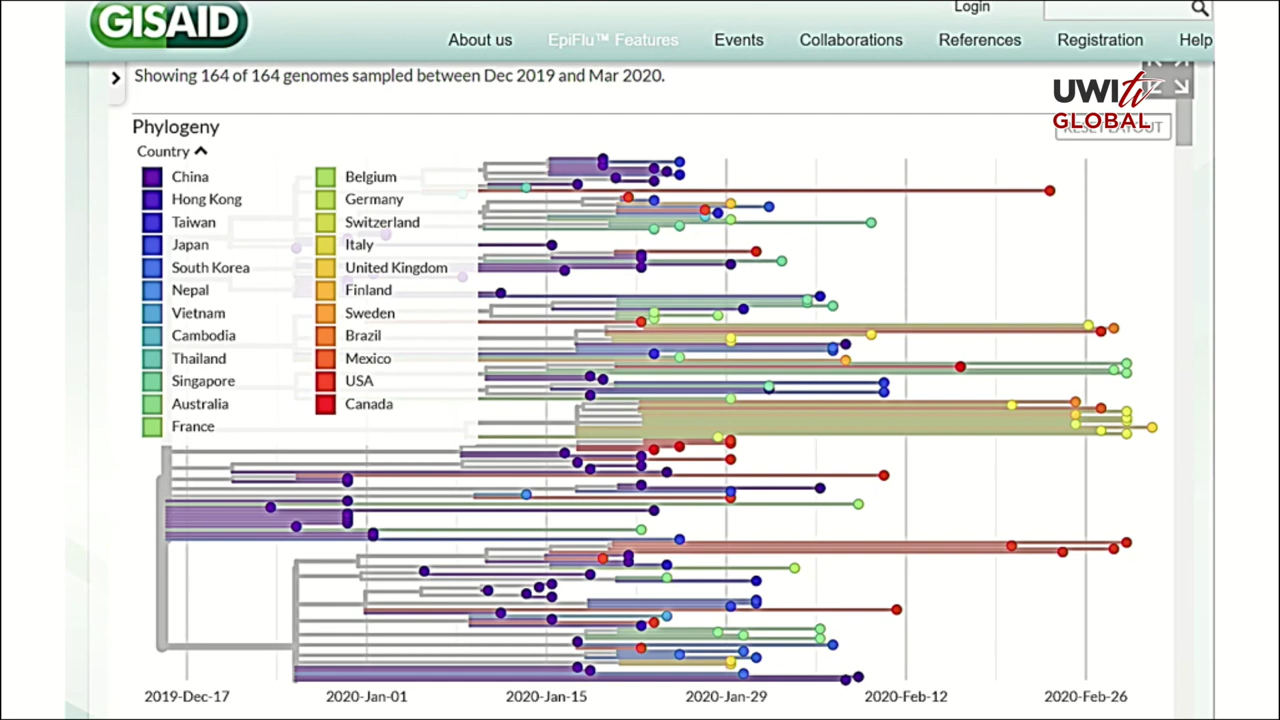 GISAID
Login
About us
EpiFlu™ Features
Events
Collaborations
References
Registration
Help
Showing 164 of 164 genomes sampled between Dec 2019 and Mar 2020.
UWItv
GLOBAL
RESET LAYOUT
Phylogeny
Country
China
Hong Kong
Taiwan
Japan
South Korea
Nepal
Vietnam
Cambodia
Thailand
Singapore
Australia
France
Belgium
Germany
Switzerland
Italy
United Kingdom
Finland
Sweden
Brazil
Mexico
USA
Canada
2019-Dec-17
2020-Jan-01
2020-Jan-15
2020-Jan-29
2020-Feb-12
2020-Feb-26